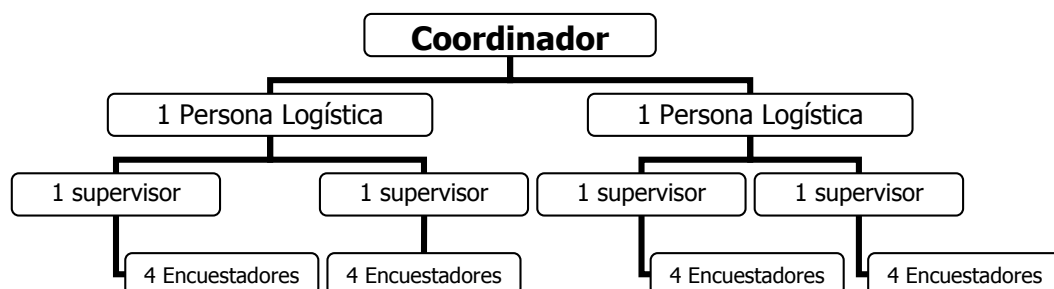 Coordinador
1 Persona Logística
1 Persona Logística
1 supervisor
1 supervisor
1 supervisor
1 supervisor
4 Encuestadores
4 Encuestadores
4 Encuestadores
4 Encuestadores